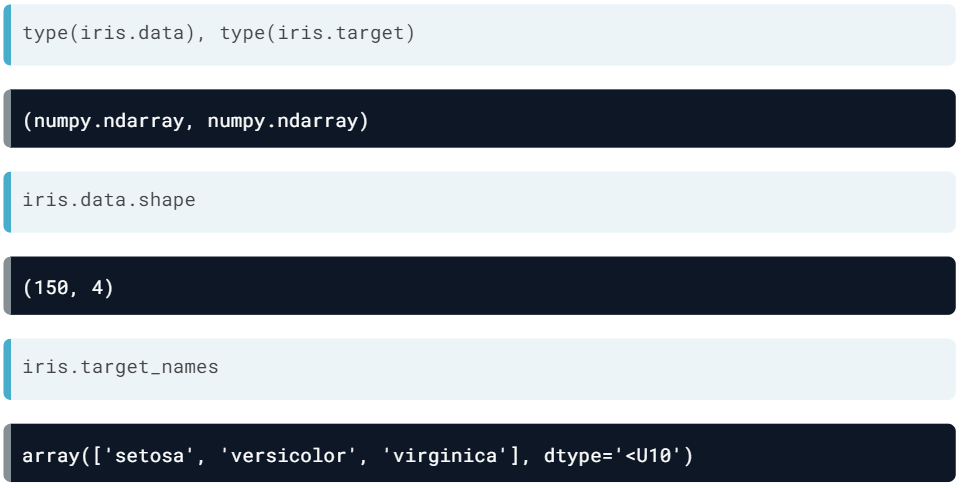 type(iris.data), type(iris.target)
(numpy.ndarray, numpy.ndarray)
iris.data.shape
(150, 4)
iris.target_names
array(['setosa', 'versicolor', 'virginica'], dtype='<U10')